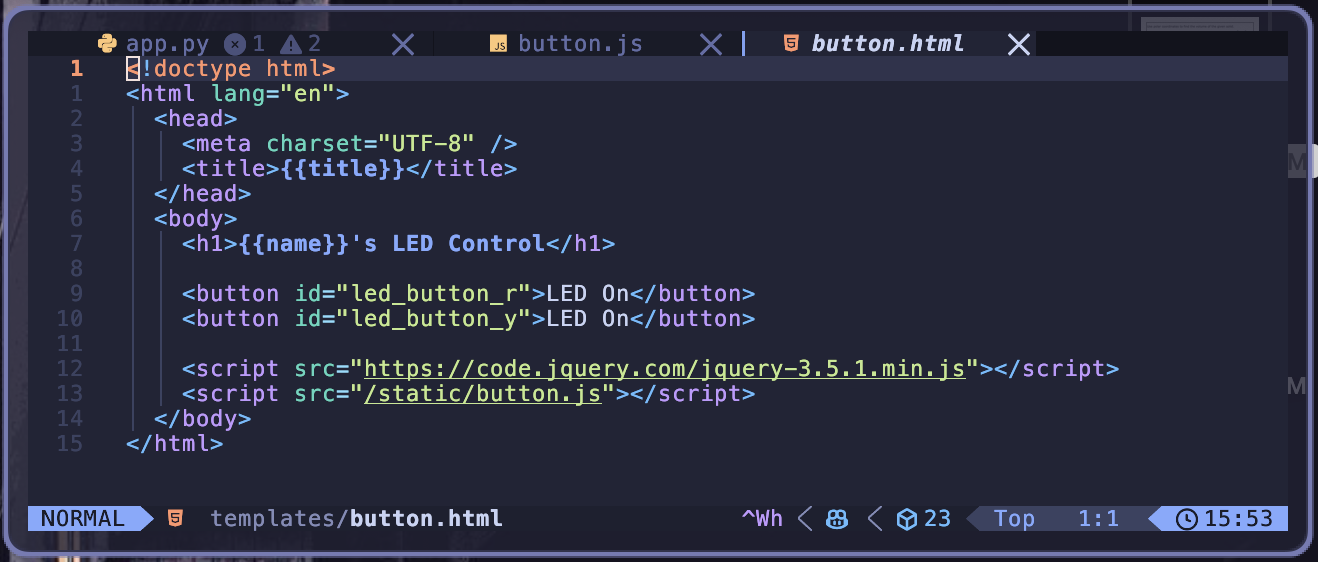 app.py 1 2 button.js button.html
1 <!doctype html>
1 <html lang="en">
2 <head>
3 <meta charset="UTF-8" />
4 <title>{{title}}</title>
5 </head>
6 <body>
7 <h1>{{name}}'s LED Control</h1>
8
9 <button id="led_button_r">LED On</button>
10 <button id="led_button_y">LED On</button>
11
12 <script src="https://code.jquery.com/jquery-3.5.1.min.js"></script>
13 <script src="/static/button.js"></script>
14 </body>
15 </html>
NORMAL templates/button.html ^Wh 23 Top 1:1 15:53